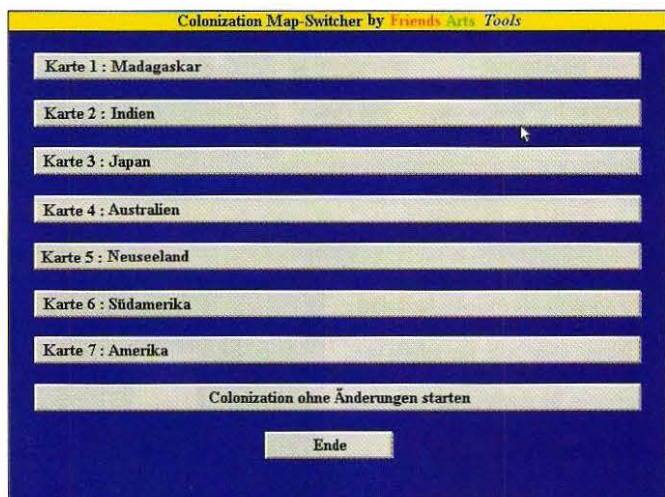 Colonization Map-Switcher by Friends Arts Tools
Karte 1 : Madagaskar
Karte 2 : Indien
Karte 3 : Japan
Karte 4 : Australien
Karte 5 : Neuseeland
Karte 6 : Südamerika
Karte 7 : Amerika
Colonization ohne Änderungen starten
Ende